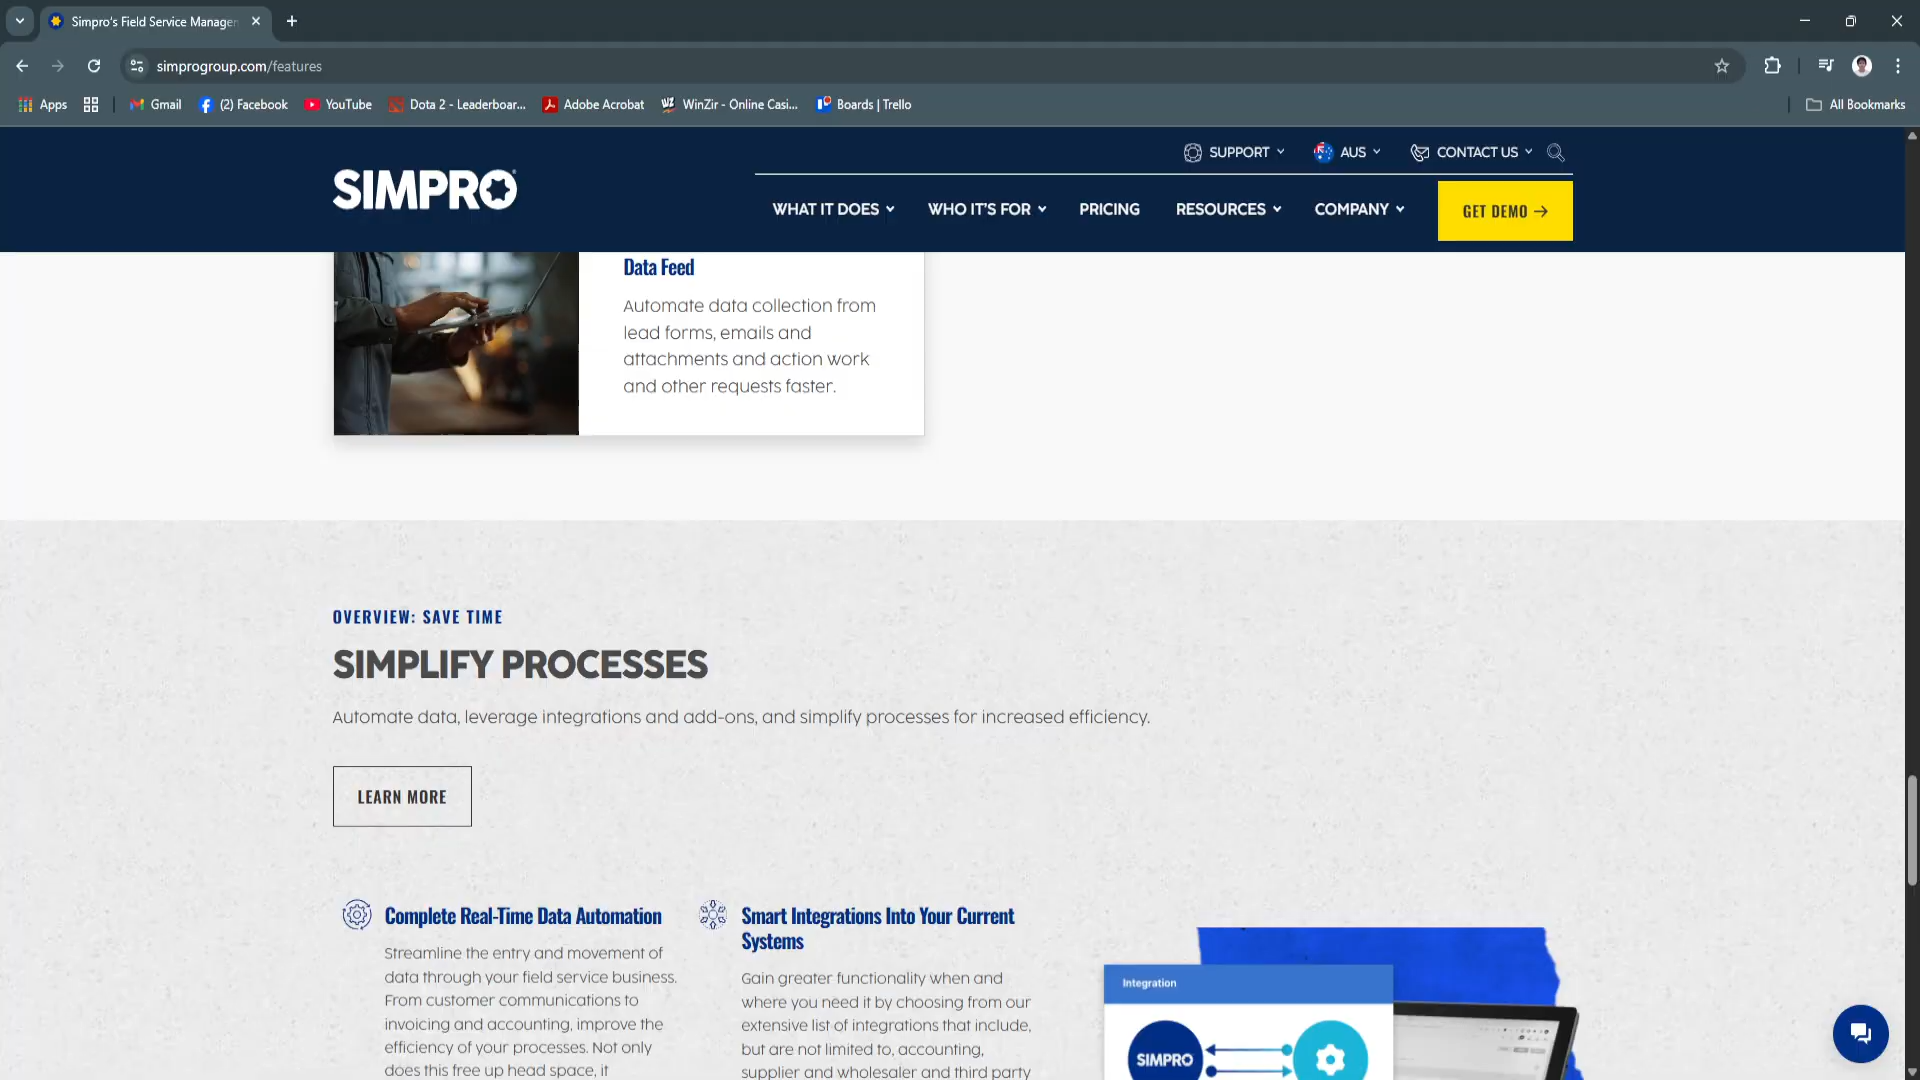 Simpro's Field Service Manager
simprogroup.com/features
Apps
Gmail
(2) Facebook
YouTube
Dota 2 - Leaderboar...
Adobe Acrobat
WinZir - Online Casi...
Boards | Trello
All Bookmarks
SUPPORT
AUS
CONTACT US
SIMPRO
WHAT IT DOES
WHO IT'S FOR
PRICING
RESOURCES
COMPANY
GET DEMO →
Data Feed
Automate data collection from
lead forms, emails and
attachments and action work
and other requests faster.
OVERVIEW: SAVE TIME
SIMPLIFY PROCESSES
Automate data, leverage integrations and add-ons, and simplify processes for increased efficiency.
LEARN MORE
Complete Real-Time Data Automation
Streamline the entry and movement of
data through your field service business.
From customer communications to
invoicing and accounting, improve the
efficiency of your processes. Not only
does this free up head space, it
Smart Integrations Into Your Current
Systems
Gain greater functionality when and
where you need it by choosing from our
extensive list of integrations that include,
but are not limited to, accounting,
supplier and wholesaler and third party
Integration
SIMPRO